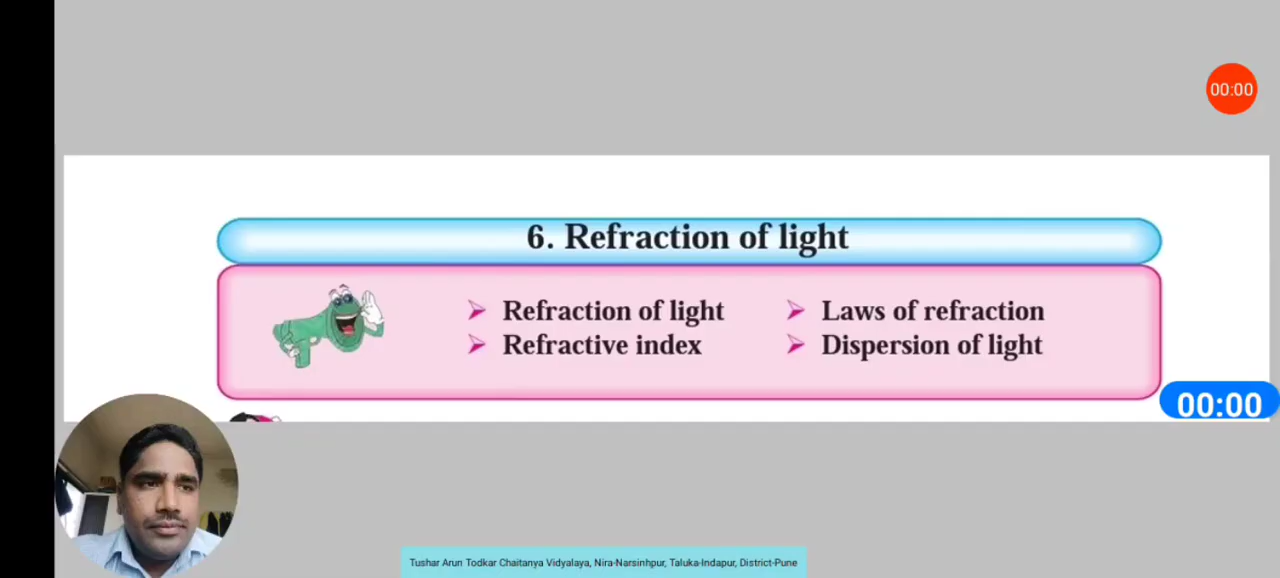 00:00
6. Refraction of light
➢ Refraction of light ➢ Laws of refraction
➢ Refractive index ➢ Dispersion of light
00:00
Tushar Arun Todkar Chaitanya Vidyalaya, Nira-Narsinhpur, Taluka-Indapur, District-Pune